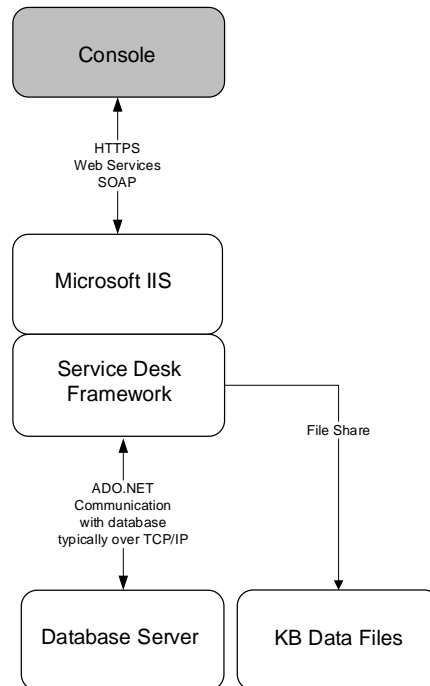 Console
HTTPS
Web Services
SOAP
Microsoft IIS
Service Desk
Framework
File Share
ADO.NET
Communication
with database
typically over TCP/IP
Database Server
KB Data Files